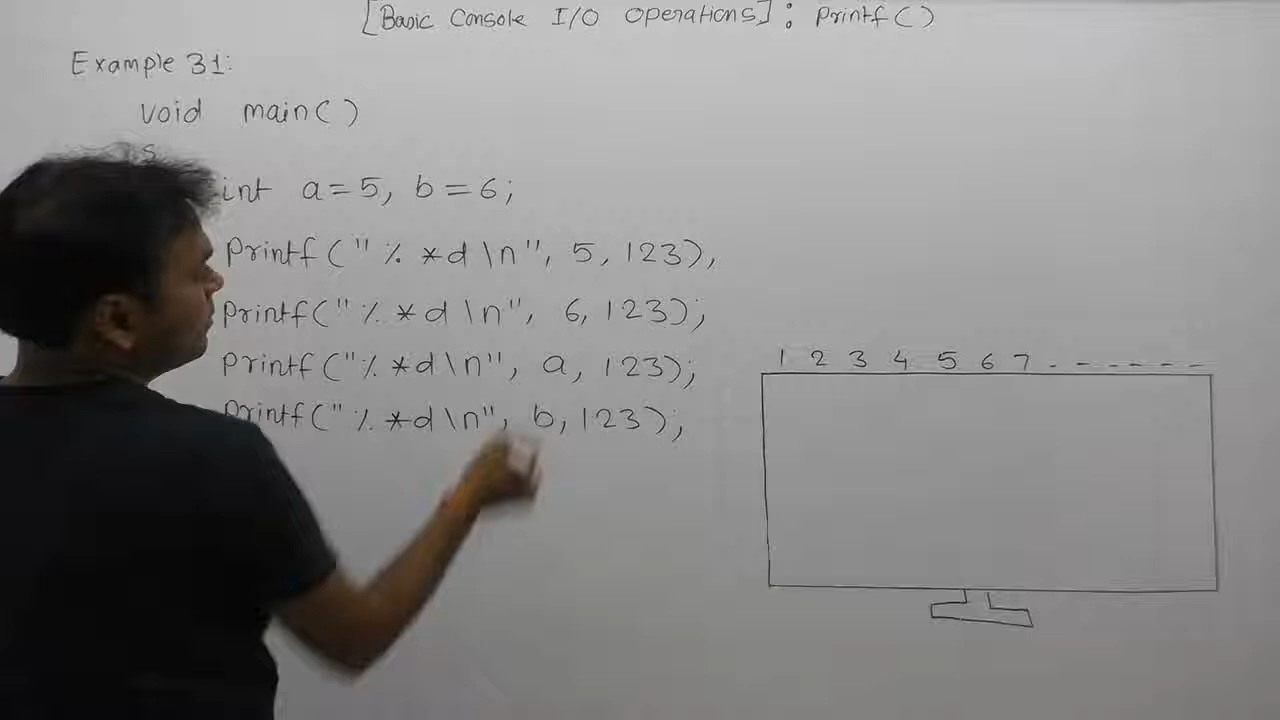 [Basic Console I/O Operations] : Printf()
Example 31:
void main()
{
int a=5, b=6;
Printf("%*d\n", 5, 123),
Printf("%*d\n", 6, 123);
Printf("%*d\n", a, 123);
Printf("%*d\n", b, 123);
1 2 3 4 5 6 7 . - - - - - -